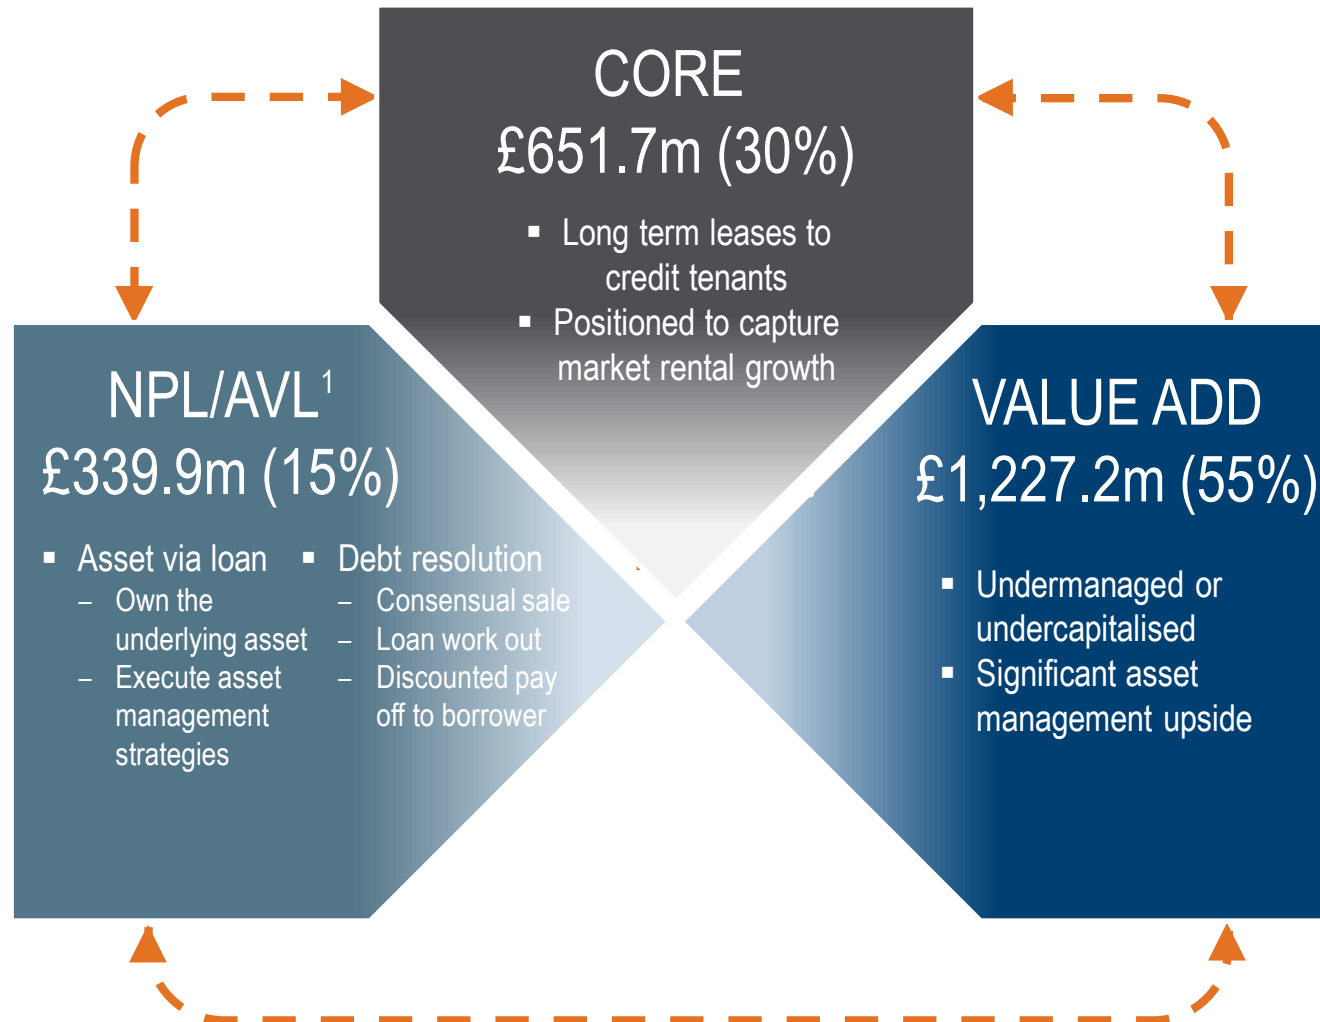 CORE
£651.7m (30%)
▪ Long term leases to
credit tenants
▪ Positioned to capture
market rental growth
NPL/AVL1
£339.9m (15%)
▪ Asset via loan
– Own the
underlying asset
– Execute asset
management
strategies
▪ Debt resolution
– Consensual sale
– Loan work out
– Discounted pay
off to borrower
VALUE ADD
£1,227.2m (55%)
▪ Undermanaged or
undercapitalised
▪ Significant asset
management upside